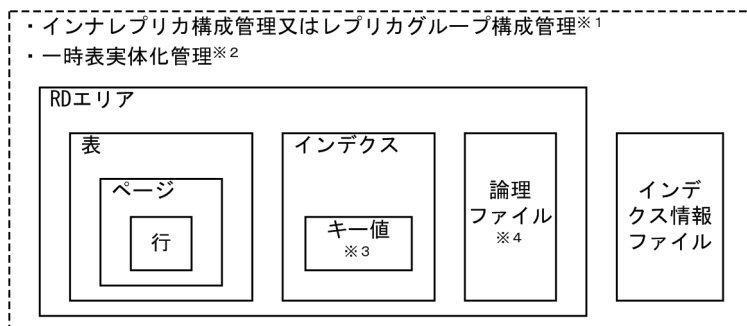 ・インナレプリカ構成管理又はレプリカグループ構成管理※1
・一時表実体化管理※2
RDエリア
表
インデクス
ページ
行
キー値
※3
論理
ファイル
※4
インデ
クス情報
ファイル